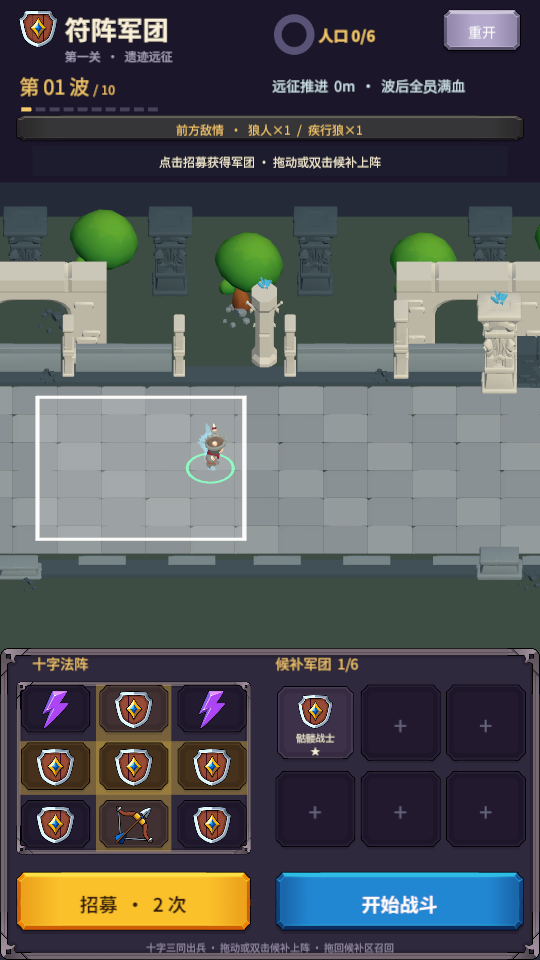 符阵军团
第一关 · 遗迹远征
人口 0/6
重开
第 01 波 / 10
远征推进 0m · 波后全员满血
前方敌情 · 狼人×1 / 疾行狼×1
点击招募获得军团 · 拖动或双击候补上阵
十字法阵
候补军团 1/6
骷髅战士
★
招募 · 2 次
开始战斗
十字三同出兵 · 拖动或双击候补上阵 · 拖回候补区召回